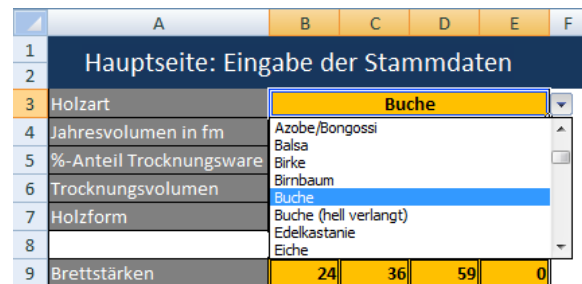 A B C D E F
1
2
Hauptseite: Eingabe der Stammdaten
3 Holzart Buche
4 Jahresvolumen in fm Azobe/Bongossi
Balsa
5 %-Anteil Trocknungsware Birke
Birnbaum
6 Trocknungsvolumen Buche
7 Holzform Buche (hell verlangt)
Edelkastanie
8 Eiche
9 Brettstärken 24 36 59 0